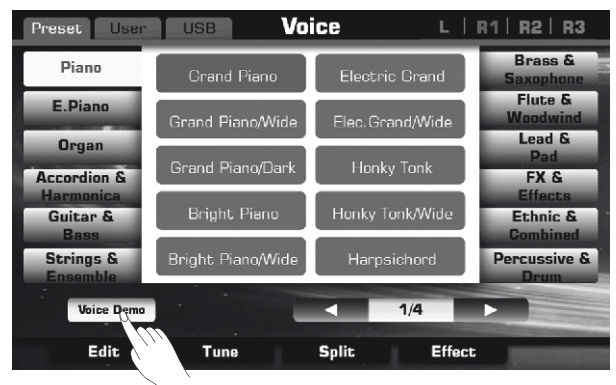 Preset User USB Voice L R1 R2 R3
Piano
E.Piano
Organ
Accordion &
Harmonica
Guitar &
Bass
Strings &
Ensemble
Grand Piano Electric Grand
Grand Piano/Wide Elec.Grand/Wide
Grand Piano/Dark Honky Tonk
Bright Piano Honky Tonk/Wide
Bright Piano/Wide Harpsichord
Brass &
Saxophone
Flute &
Woodwind
Lead &
Pad
FX &
Effects
Ethnic &
Combined
Percussive &
Drum
Voice Demo 1/4
Edit Tune Split Effect